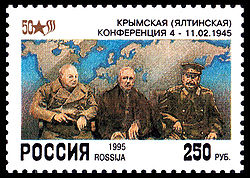 50
КРЫМСКАЯ (ЯЛТИНСКАЯ)
КОНФЕРЕНЦИЯ 4 - 11.02.1945
РОССИЯ
1995
ROSSIJA
250 РУБ.